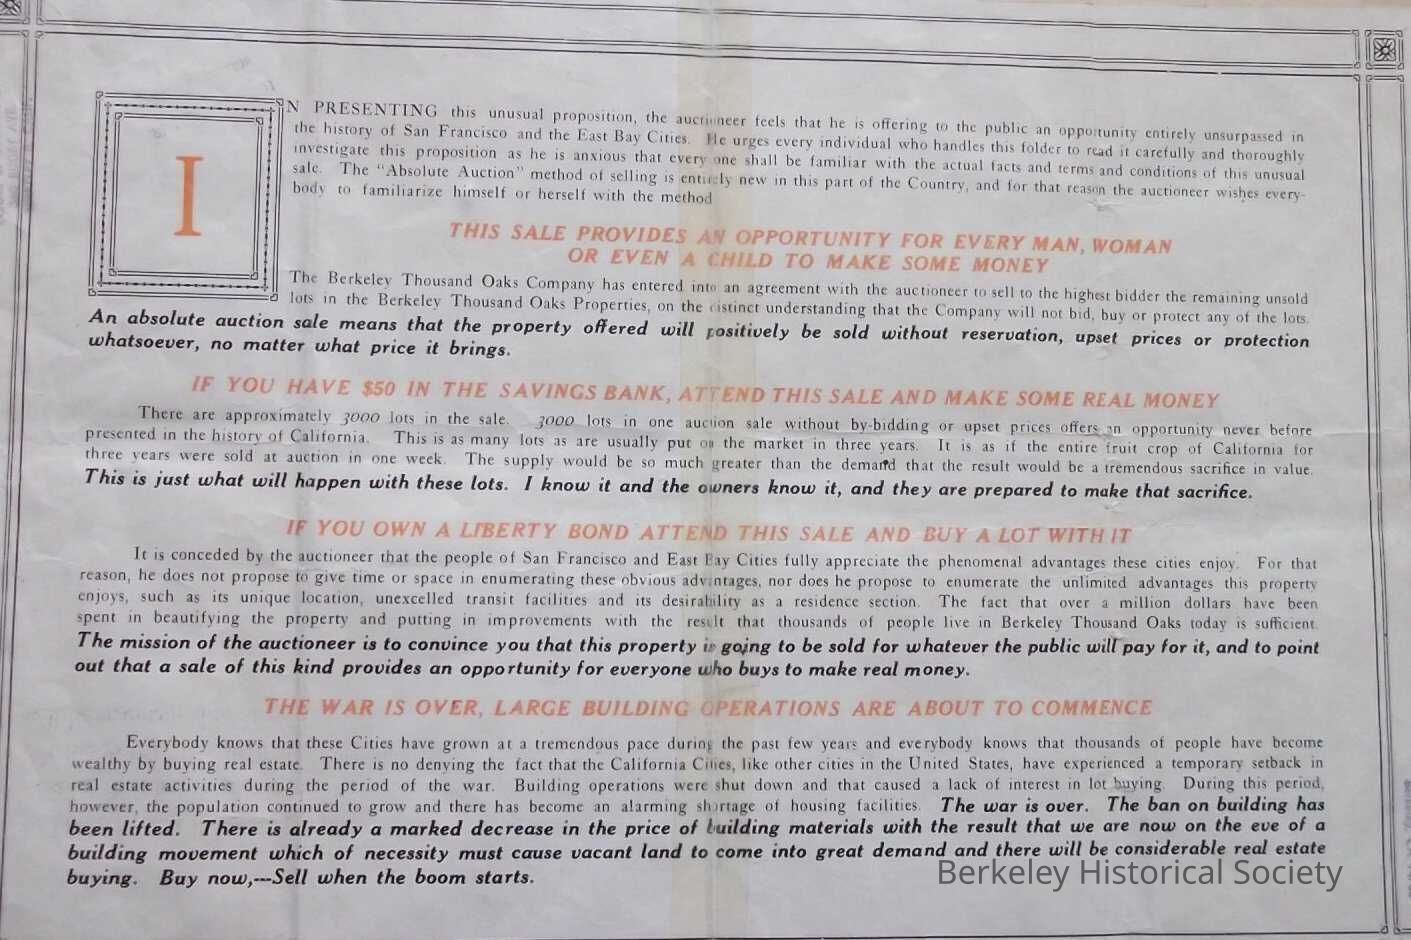 IN PRESENTING this unusual proposition, the auctioneer feels that he is offering to the public an opportunity entirely unsurpassed in
the history of San Francisco and the East Bay Cities. He urges every individual who handles this folder to read it carefully and thoroughly
investigate this proposition as he is anxious that every one shall be familiar with the actual facts and terms and conditions of this unusual
sale. The "Absolute Auction" method of selling is entirely new in this part of the Country, and for that reason the auctioneer wishes every-
body to familiarize himself or herself with the method
THIS SALE PROVIDES AN OPPORTUNITY FOR EVERY MAN, WOMAN
OR EVEN A CHILD TO MAKE SOME MONEY
The Berkeley Thousand Oaks Company has entered into an agreement with the auctioneer to sell to the highest bidder the remaining unsold
lots in the Berkeley Thousand Oaks Properties, on the distinct understanding that the Company will not bid, buy or protect any of the lots.
An absolute auction sale means that the property offered will positively be sold without reservation, upset prices or protection
whatsoever, no matter what price it brings.
IF YOU HAVE $50 IN THE SAVINGS BANK, ATTEND THIS SALE AND MAKE SOME REAL MONEY
There are approximately 3000 lots in the sale. 3000 lots in one auction sale without by-bidding or upset prices offers an opportunity never before
presented in the history of California. This is as many lots as are usually put on the market in three years. It is as if the entire fruit crop of California for
three years were sold at auction in one week. The supply would be so much greater than the demand that the result would be a tremendous sacrifice in value.
This is just what will happen with these lots. I know it and the owners know it, and they are prepared to make that sacrifice.
IF YOU OWN A LIBERTY BOND ATTEND THIS SALE AND BUY A LOT WITH IT
It is conceded by the auctioneer that the people of San Francisco and East Bay Cities fully appreciate the phenomenal advantages these cities enjoy. For that
reason, he does not propose to give time or space in enumerating these obvious advantages, nor does he propose to enumerate the unlimited advantages this property
enjoys, such as its unique location, unexcelled transit facilities and its desirability as a residence section. The fact that over a million dollars have been
spent in beautifying the property and putting in improvements with the result that thousands of people live in Berkeley Thousand Oaks today is sufficient.
The mission of the auctioneer is to convince you that this property is going to be sold for whatever the public will pay for it, and to point
out that a sale of this kind provides an opportunity for everyone who buys to make real money.
THE WAR IS OVER, LARGE BUILDING OPERATIONS ARE ABOUT TO COMMENCE
Everybody knows that these Cities have grown at a tremendous pace during the past few years and everybody knows that thousands of people have become
wealthy by buying real estate. There is no denying the fact that the California Cities, like other cities in the United States, have experienced a temporary setback in
real estate activities during the period of the war. Building operations were shut down and that caused a lack of interest in lot buying. During this period,
however, the population continued to grow and there has become an alarming shortage of housing facilities. The war is over. The ban on building has
been lifted. There is already a marked decrease in the price of building materials with the result that we are now on the eve of a
building movement which of necessity must cause vacant land to come into great demand and there will be considerable real estate
buying. Buy now,---Sell when the boom starts.
Berkeley Historical Society